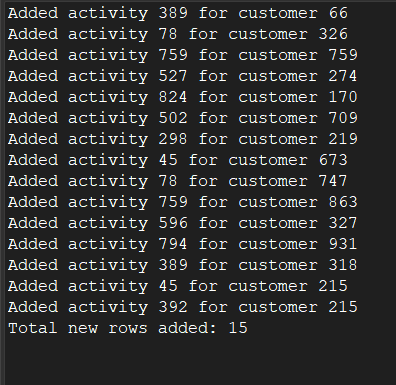 Added activity 389 for customer 66
Added activity 78 for customer 326
Added activity 759 for customer 759
Added activity 527 for customer 274
Added activity 824 for customer 170
Added activity 502 for customer 709
Added activity 298 for customer 219
Added activity 45 for customer 673
Added activity 78 for customer 747
Added activity 759 for customer 863
Added activity 596 for customer 327
Added activity 794 for customer 931
Added activity 389 for customer 318
Added activity 45 for customer 215
Added activity 392 for customer 215
Total new rows added: 15